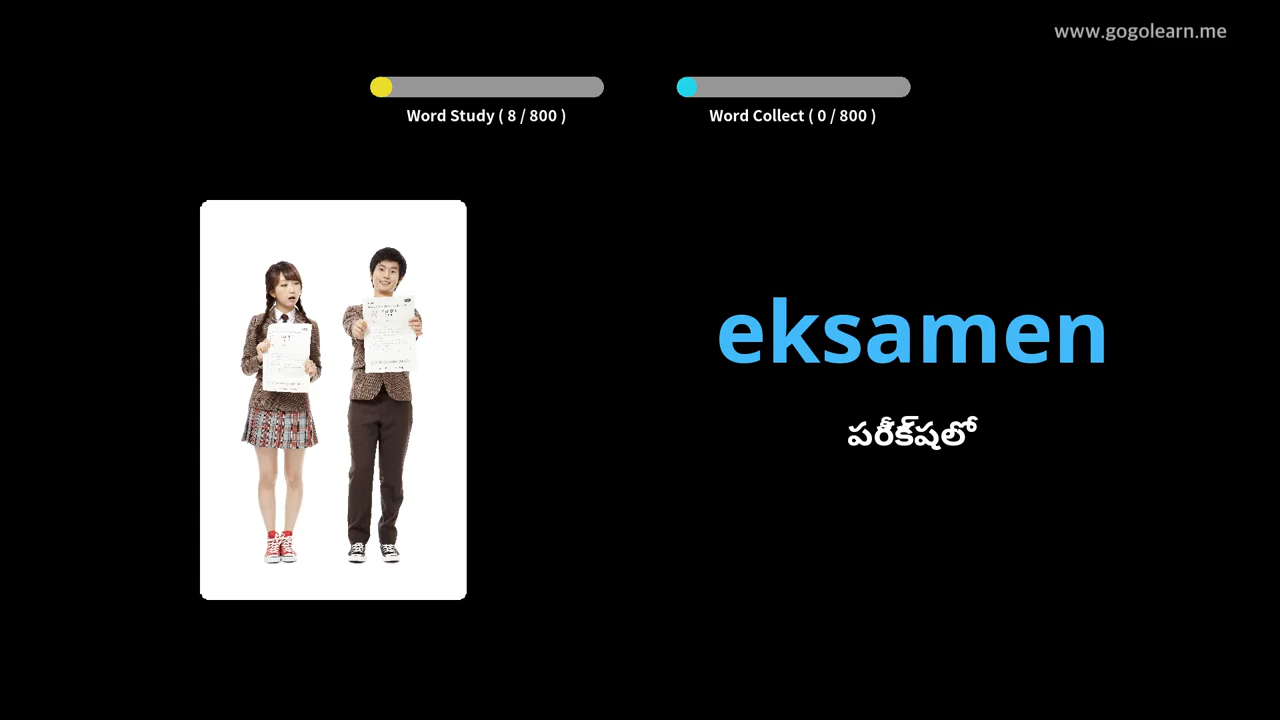 www.gogolearn.me
Word Study ( 8 / 800 )
Word Collect ( 0 / 800 )
eksamen
పరీక్షలో